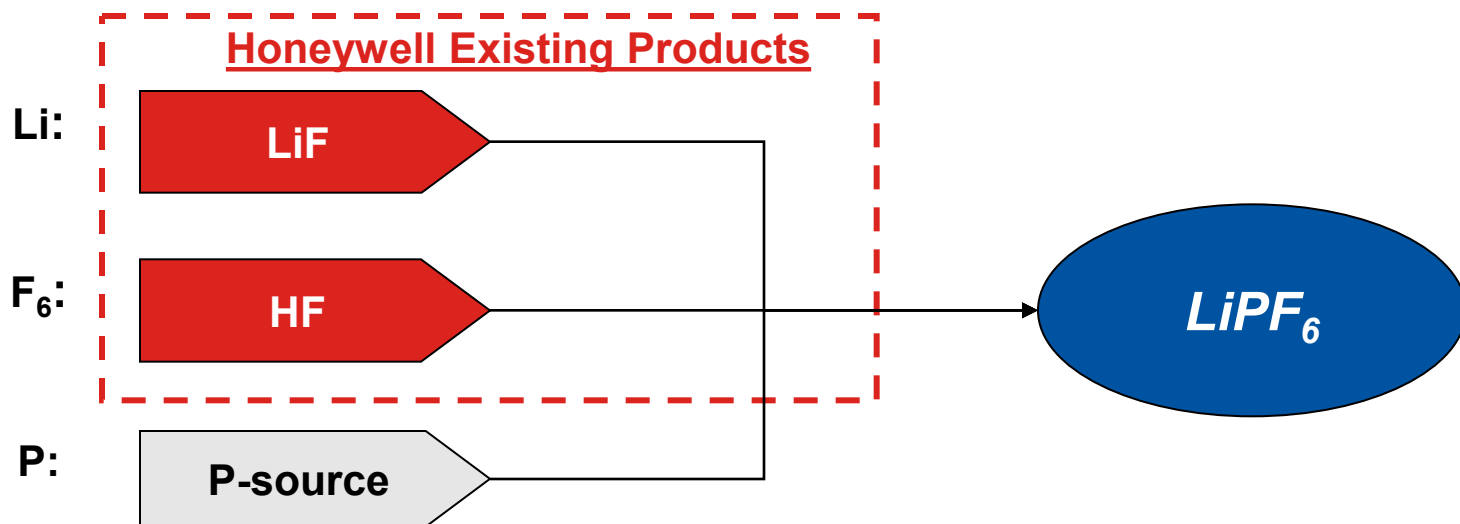 Honeywell Existing Products
Li:
LiF
F₆:
HF
LiPF₆
P:
P-source